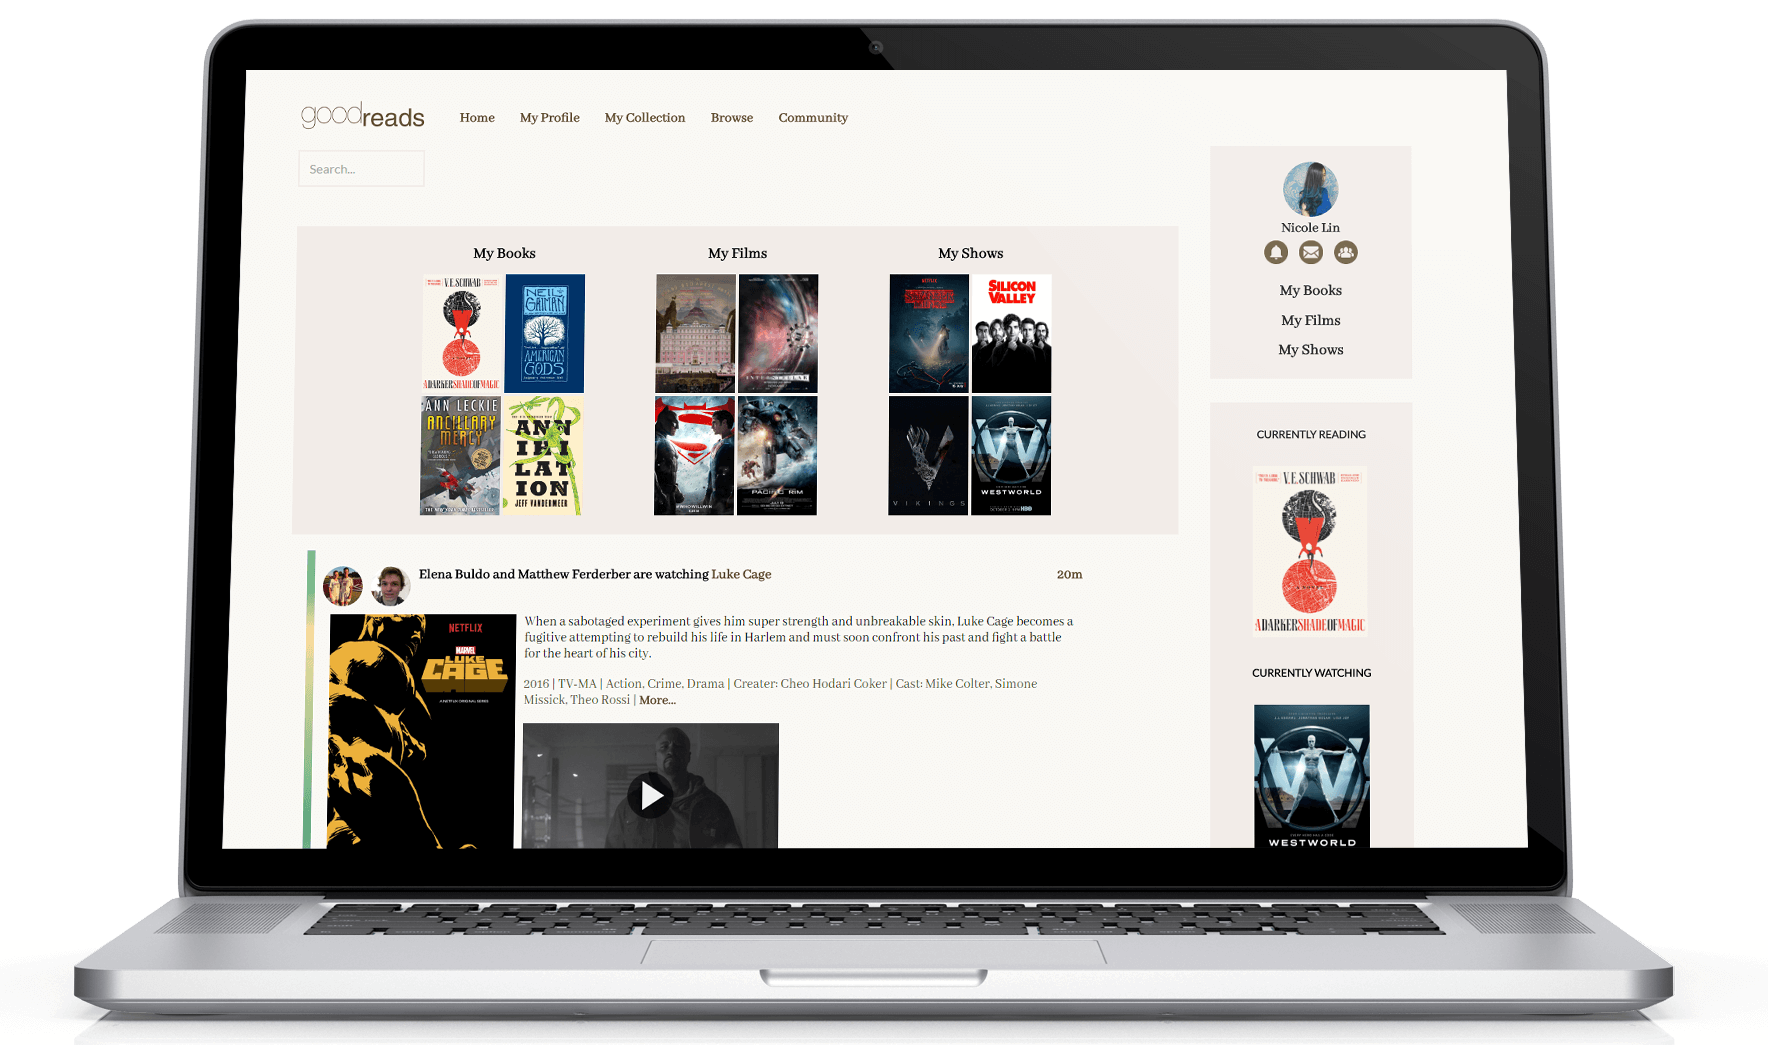 goodreads
Home My Profile My Collection Browse Community
Search...
Nicole Lin
My Books
My Films
My Shows
My Books My Films My Shows
V.E. SCHWAB
A DARKER SHADE OF MAGIC
NEIL GAIMAN
AMERICAN GODS
INTERSTELLAR
NETFLIX
STRANGER THINGS
SILICON VALLEY
ANN LECKIE
ANCILLARY MERCY
ANNIHILATION
JEFF VANDERMEER
PACIFIC RIM
VIKINGS
WESTWORLD
HBO
CURRENTLY READING
V.E. SCHWAB
A DARKER SHADE OF MAGIC
CURRENTLY WATCHING
WESTWORLD
Elena Buldo and Matthew Ferderber are watching Luke Cage 20m
NETFLIX
MARVEL
LUKE CAGE
A NETFLIX ORIGINAL SERIES
When a sabotaged experiment gives him super strength and unbreakable skin, Luke Cage becomes a
fugitive attempting to rebuild his life in Harlem and must soon confront his past and fight a battle
for the heart of his city.
2016 | TV-MA | Action, Crime, Drama | Creater: Cheo Hodari Coker | Cast: Mike Colter, Simone
Missick, Theo Rossi | More...